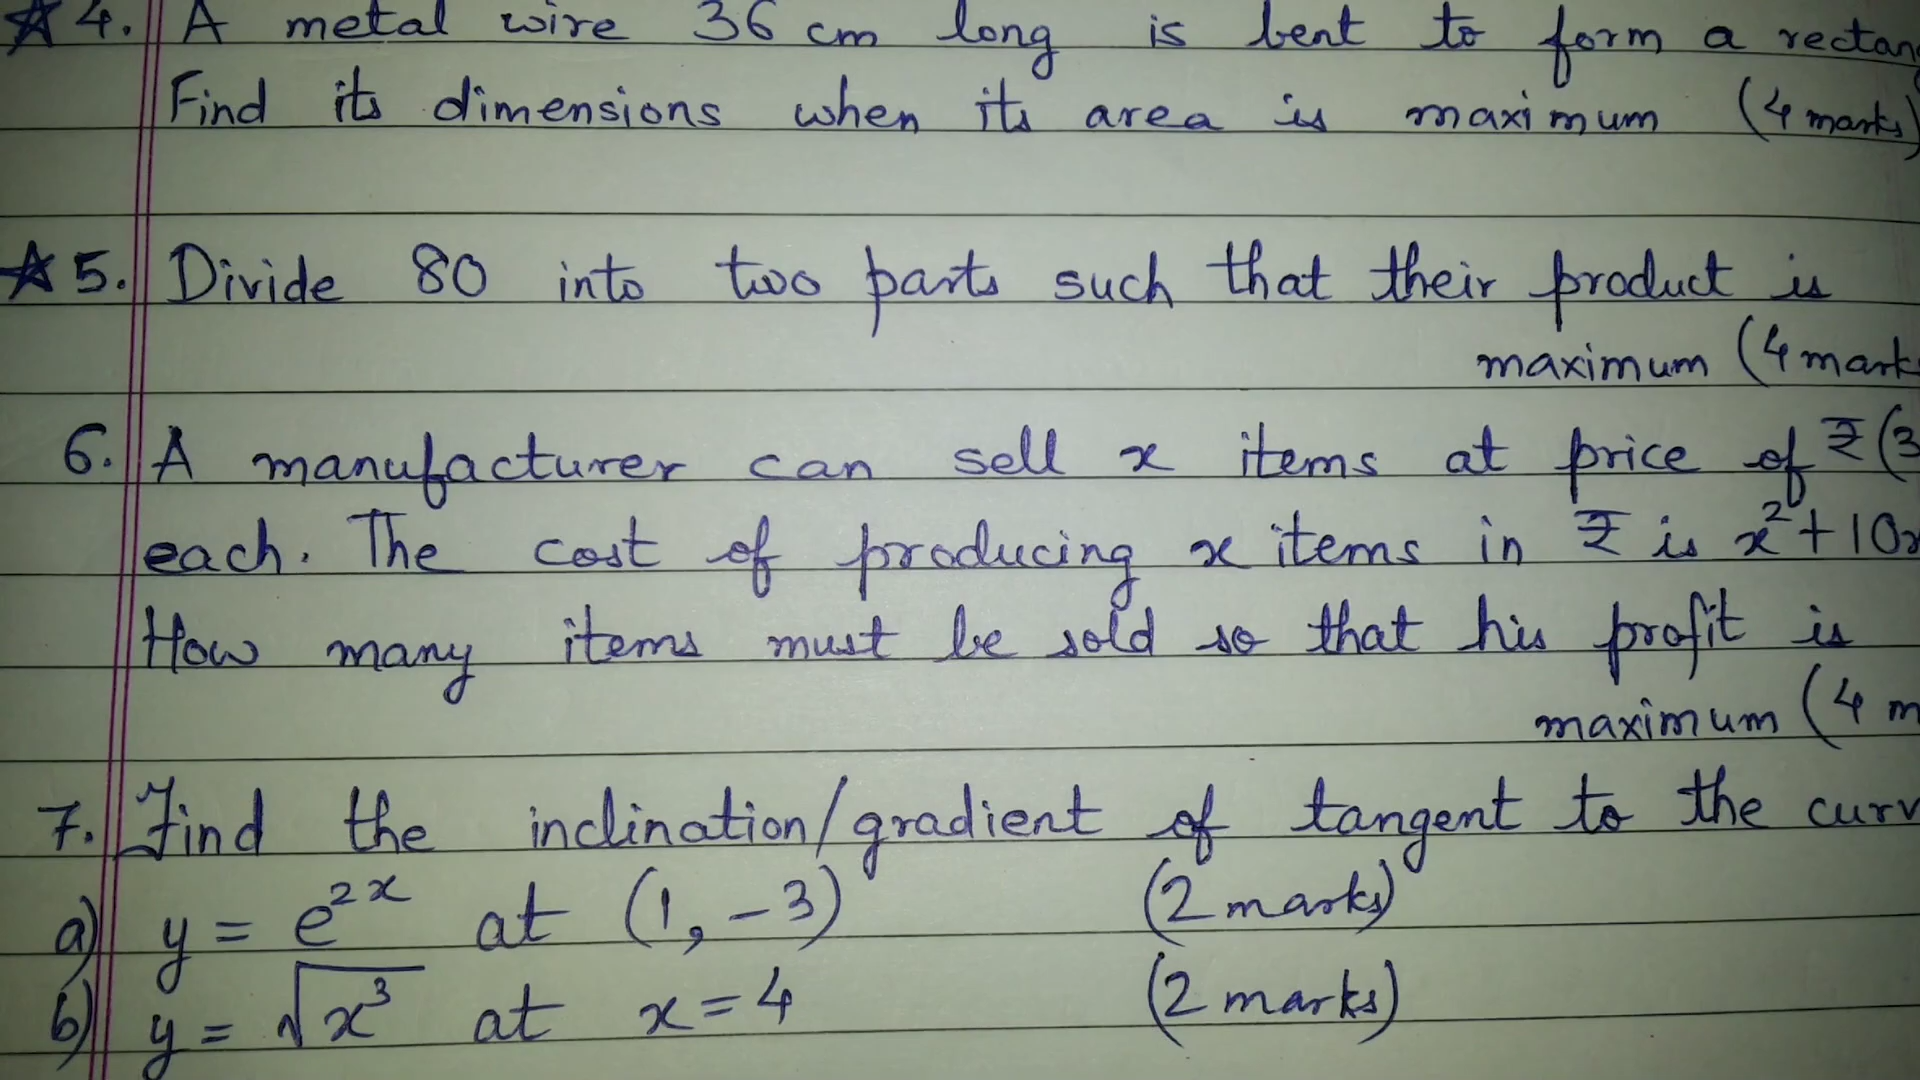 ☆ 4. A metal wire 36 cm long is bent to form a rectang
Find its dimensions when its area is maximum (4 marks)
☆ 5. Divide 80 into two parts such that their product is
maximum (4 marks
6. A manufacturer can sell x items at price of ₹ (3
each. The cost of producing x items in ₹ is x² + 10x
How many items must be sold so that his profit is
maximum (4 m
7. Find the inclination/gradient of tangent to the curv
a) y = e²ˣ at (1, -3) (2 marks)
b) y = √x³ at x = 4 (2 marks)